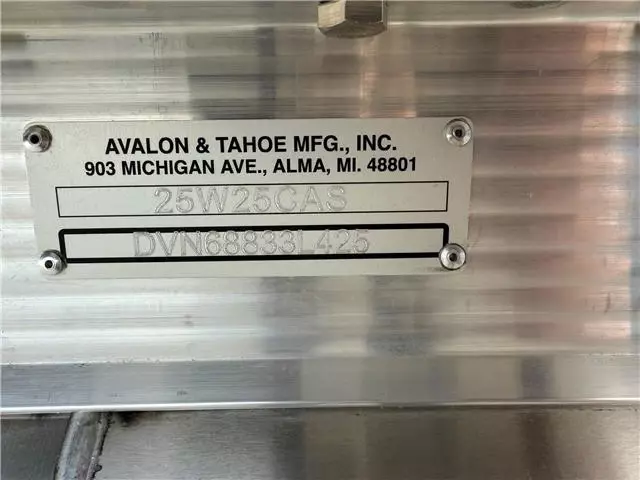 AVALON & TAHOE MFG., INC.
903 MICHIGAN AVE., ALMA, MI. 48801
25W25CAS
DVN68833L425